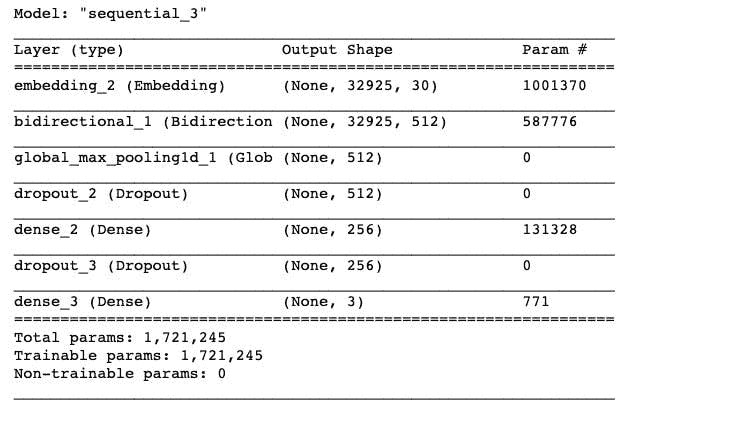 Model: "sequential_3"
Layer (type) Output Shape Param #
embedding_2 (Embedding) (None, 32925, 30) 1001370
bidirectional_1 (Bidirection (None, 32925, 512) 587776
global_max_pooling1d_1 (Glob (None, 512) 0
dropout_2 (Dropout) (None, 512) 0
dense_2 (Dense) (None, 256) 131328
dropout_3 (Dropout) (None, 256) 0
dense_3 (Dense) (None, 3) 771
Total params: 1,721,245
Trainable params: 1,721,245
Non-trainable params: 0